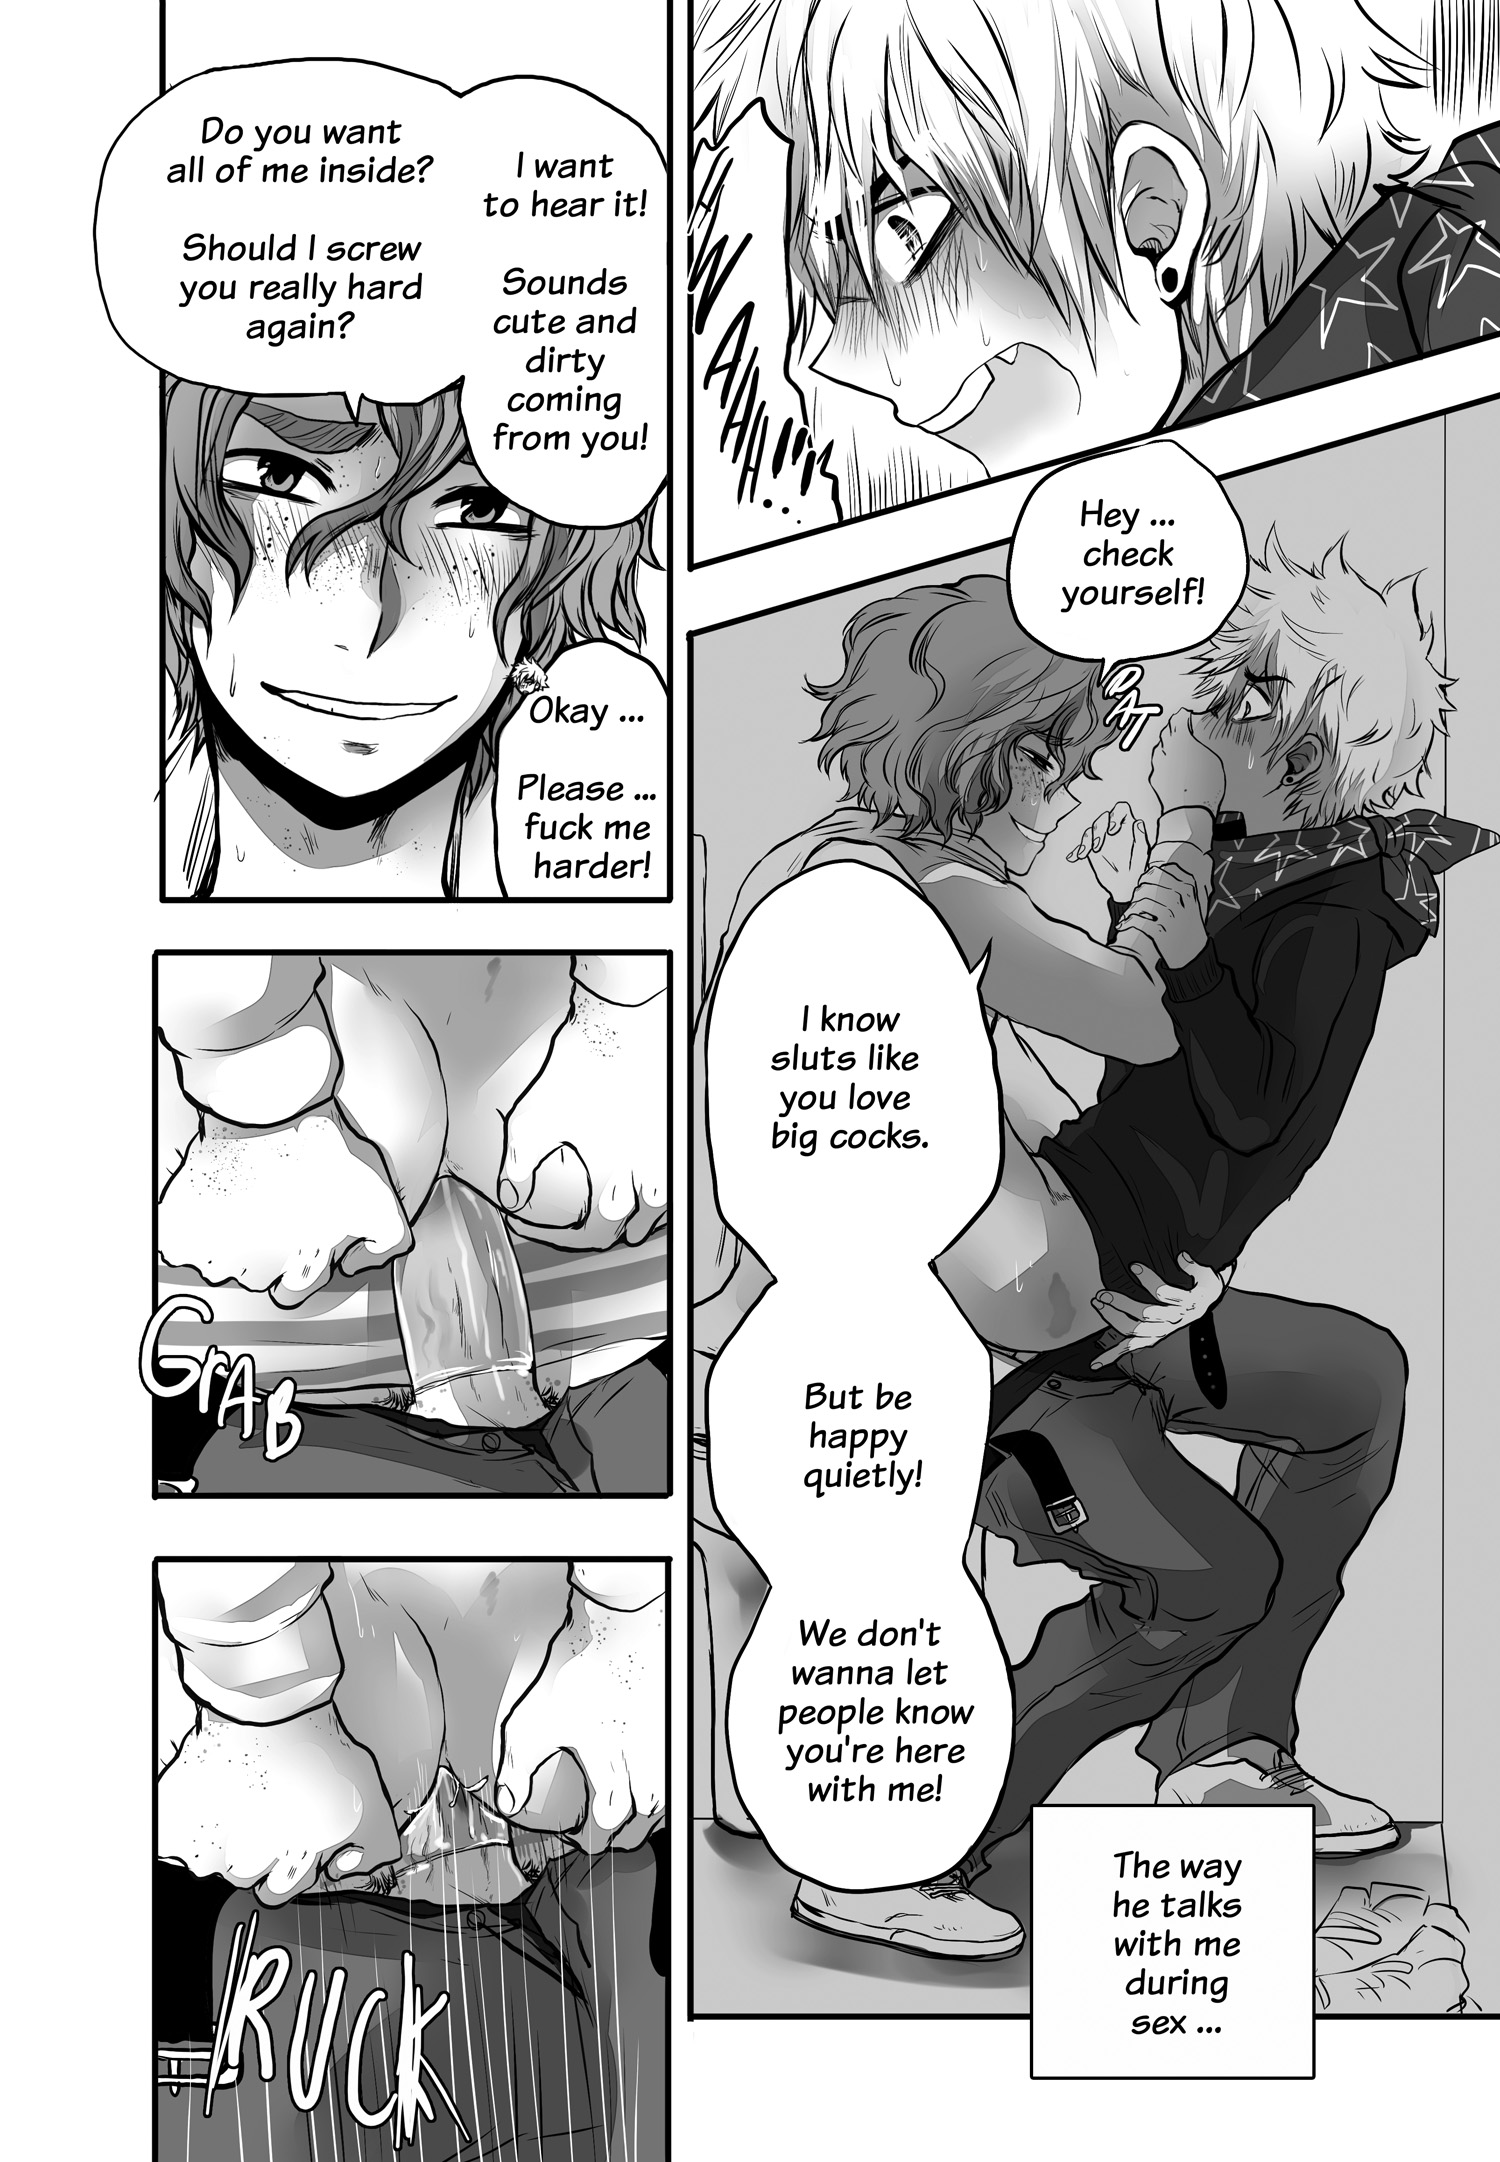 Do you want
all of me inside?
Should I screw
you really hard
again?
I want
to hear it!
Sounds
cute and
dirty
coming
from you!
Okay ...
Please ...
fuck me
harder!
GRAB
RUCK
WAAHH...
Hey ...
check
yourself!
PAT
I know
sluts like
you love
big cocks.
But be
happy
quietly!
We don't
wanna let
people know
you're here
with me!
The way
he talks
with me
during
sex ...